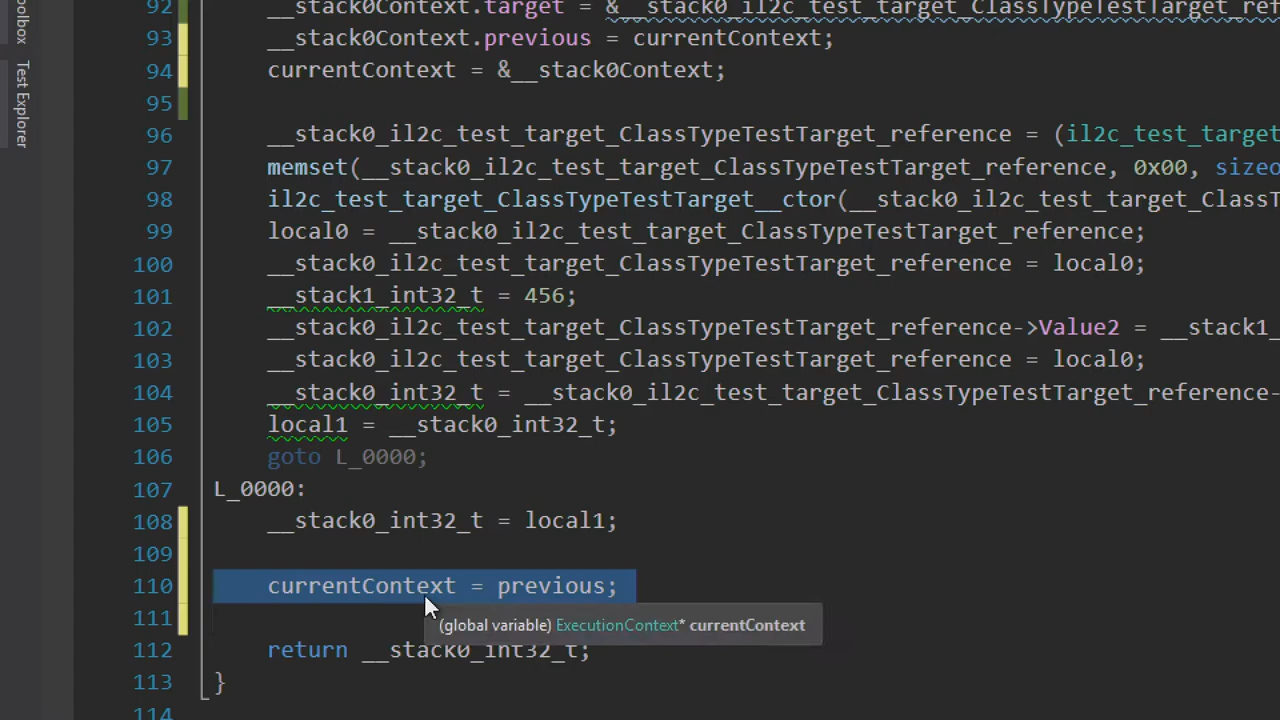 olbox
Test Explorer
92 __stack0Context.target = &__stack0_il2c_test_target_ClassTypeTestTarget_ref
93 __stack0Context.previous = currentContext;
94 currentContext = &__stack0Context;
95
96 __stack0_il2c_test_target_ClassTypeTestTarget_reference = (il2c_test_target
97 memset(__stack0_il2c_test_target_ClassTypeTestTarget_reference, 0x00, sizeo
98 il2c_test_target_ClassTypeTestTarget__ctor(__stack0_il2c_test_target_ClassT
99 local0 = __stack0_il2c_test_target_ClassTypeTestTarget_reference;
100 __stack0_il2c_test_target_ClassTypeTestTarget_reference = local0;
101 __stack1_int32_t = 456;
102 __stack0_il2c_test_target_ClassTypeTestTarget_reference->Value2 = __stack1_
103 __stack0_il2c_test_target_ClassTypeTestTarget_reference = local0;
104 __stack0_int32_t = __stack0_il2c_test_target_ClassTypeTestTarget_reference-
105 local1 = __stack0_int32_t;
106 goto L_0000;
107 L_0000:
108 __stack0_int32_t = local1;
109
110 currentContext = previous;
111 (global variable) ExecutionContext* currentContext
112 return __stack0_int32_t;
113 }
114